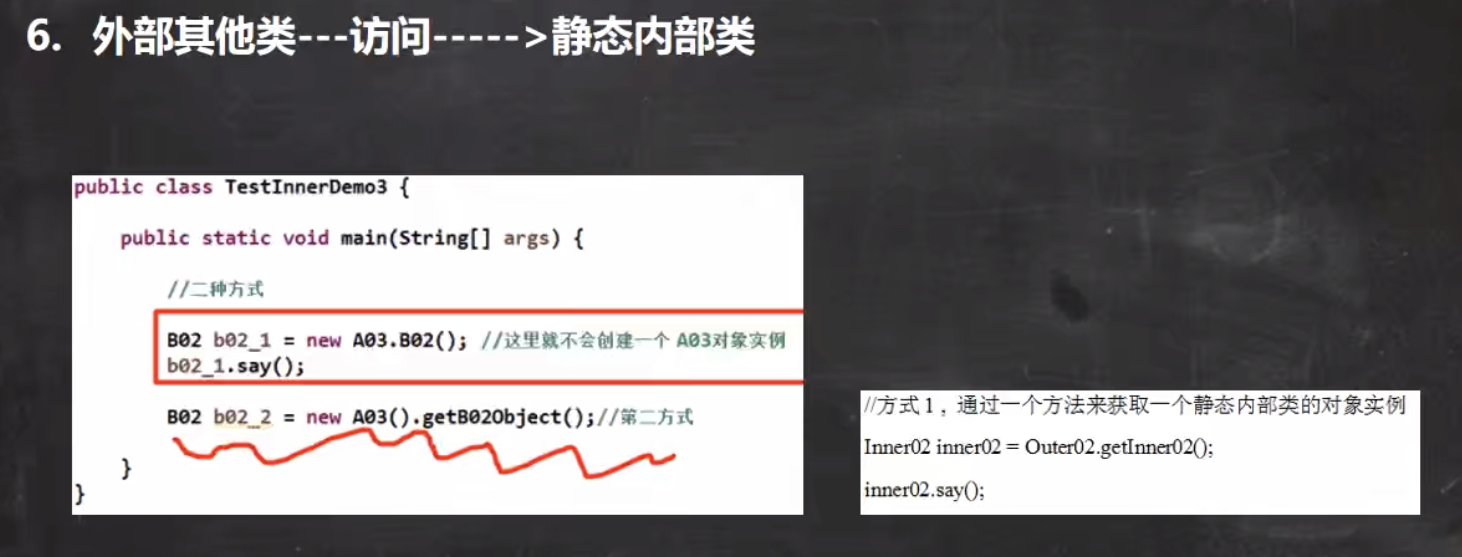 6. 外部其他类---访问----->静态内部类
public class TestInnerDemo3 {
public static void main(String[] args) {
//二种方式
B02 b02_1 = new A03.B02(); //这里就不会创建一个 A03对象实例
b02_1.say();
B02 b02_2 = new A03().getB02Object();//第二方式
}
}
//方式 1 ,通过一个方法来获取一个静态内部类的对象实例
Inner02 inner02 = Outer02.getInner02();
inner02.say();